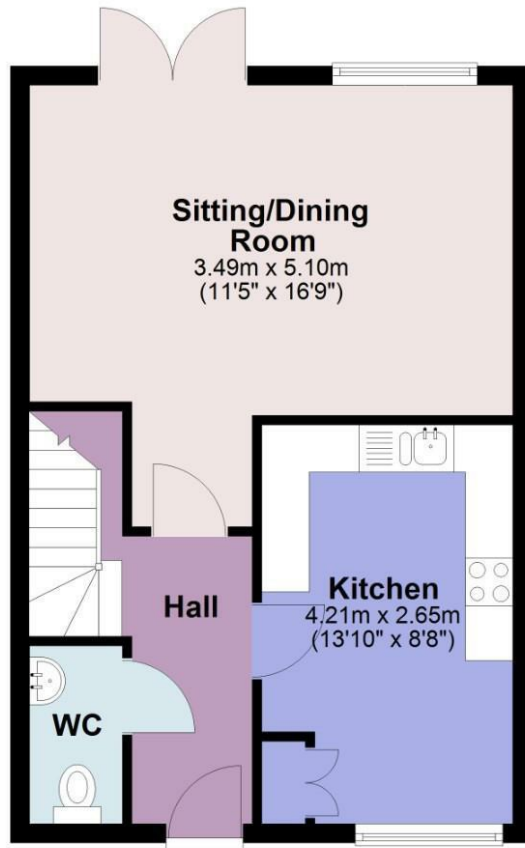 Sitting/Dining
Room
3.49m x 5.10m
(11'5" x 16'9")
Hall
Kitchen
4.21m x 2.65m
(13'10" x 8'8")
WC